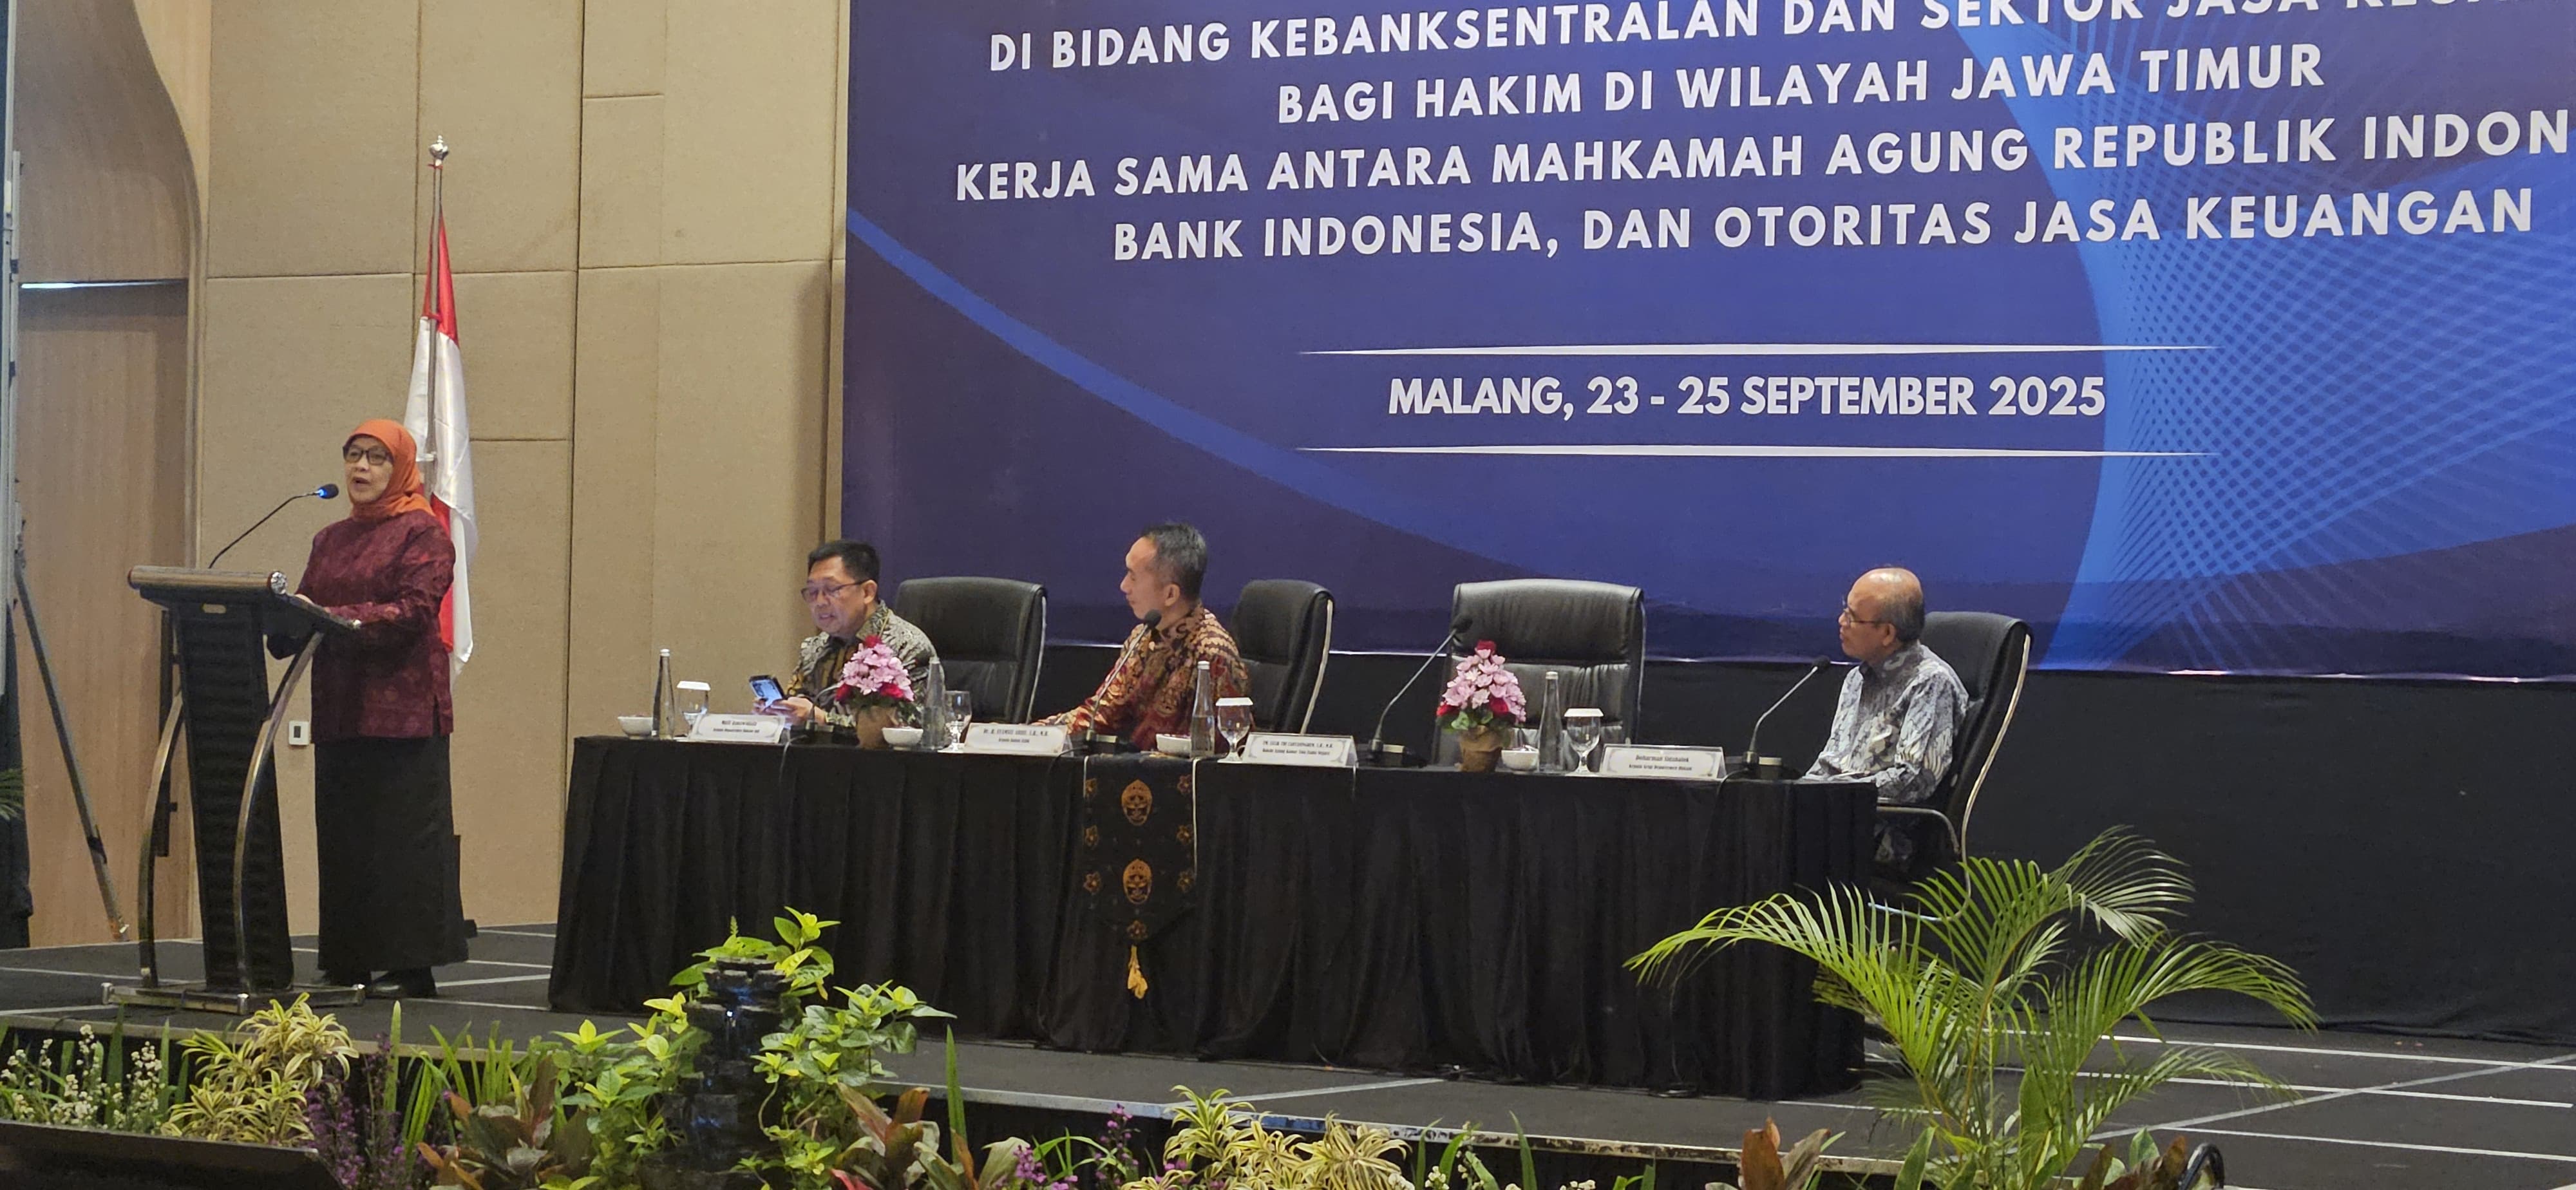 DI BIDANG KEBANKSENTRALAN DAN SEKTOR JASA
BAGI HAKIM DI WILAYAH JAWA TIMUR
KERJA SAMA ANTARA MAHKAMAH AGUNG REPUBLIK INDON
BANK INDONESIA, DAN OTORITAS JASA KEUANGAN
MALANG, 23 - 25 SEPTEMBER 2025